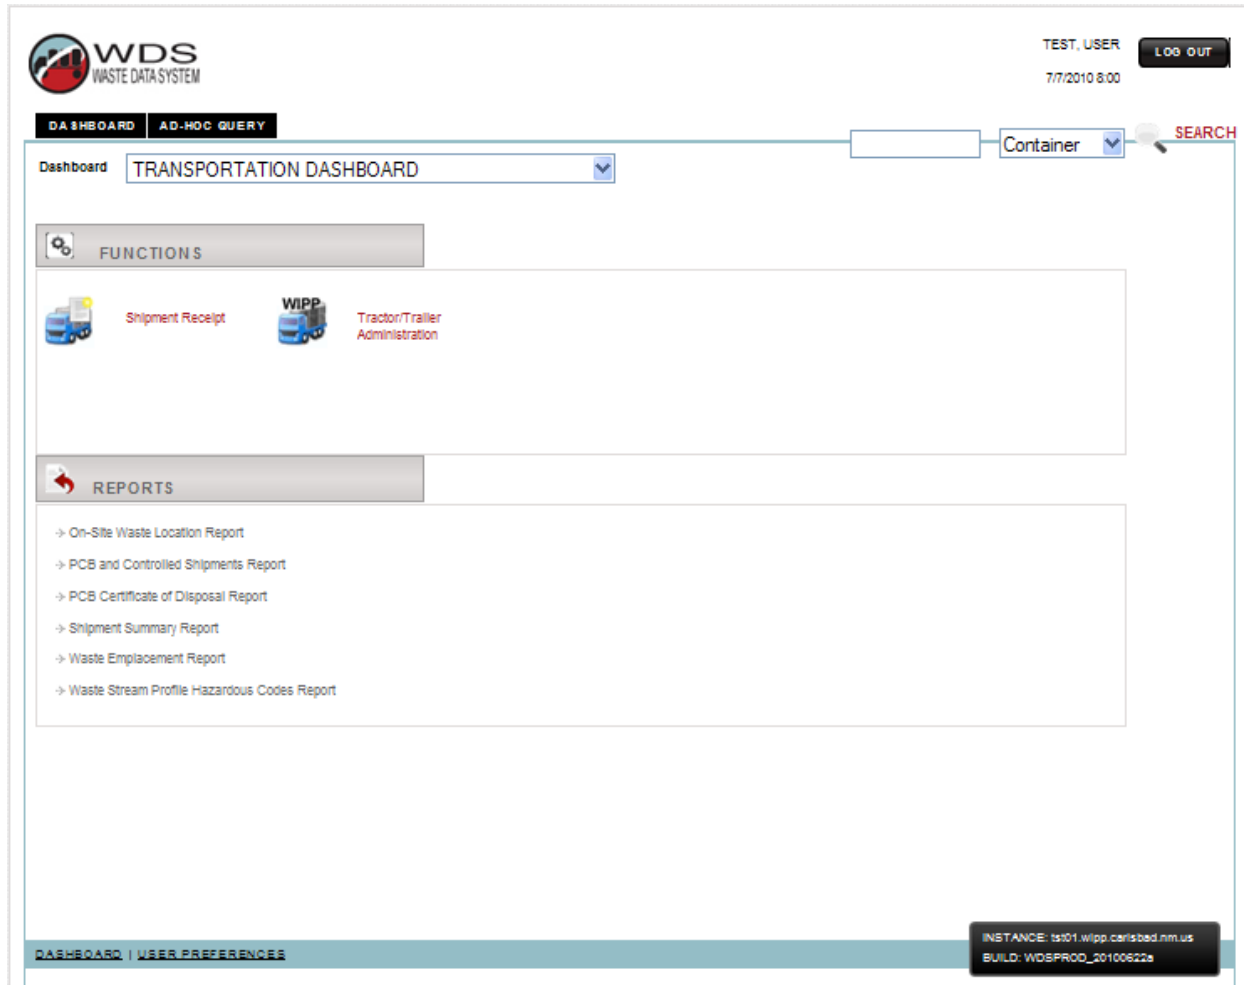 WDS
WASTE DATA SYSTEM
TEST, USER
LOG OUT
7/7/2010 8:00
DASHBOARD
AD-HOC QUERY
Container
SEARCH
Dashboard
TRANSPORTATION DASHBOARD
FUNCTIONS
Shipment Receipt
WIPP
Tractor/Trailer
Administration
REPORTS
On-Site Waste Location Report
PCB and Controlled Shipments Report
PCB Certificate of Disposal Report
Shipment Summary Report
Waste Emplacement Report
Waste Stream Profile Hazardous Codes Report
DASHBOARD | USER PREFERENCES
INSTANCE: tst01.wipp.carlsbad.nm.us
BUILD: WDSPROD_20100622a